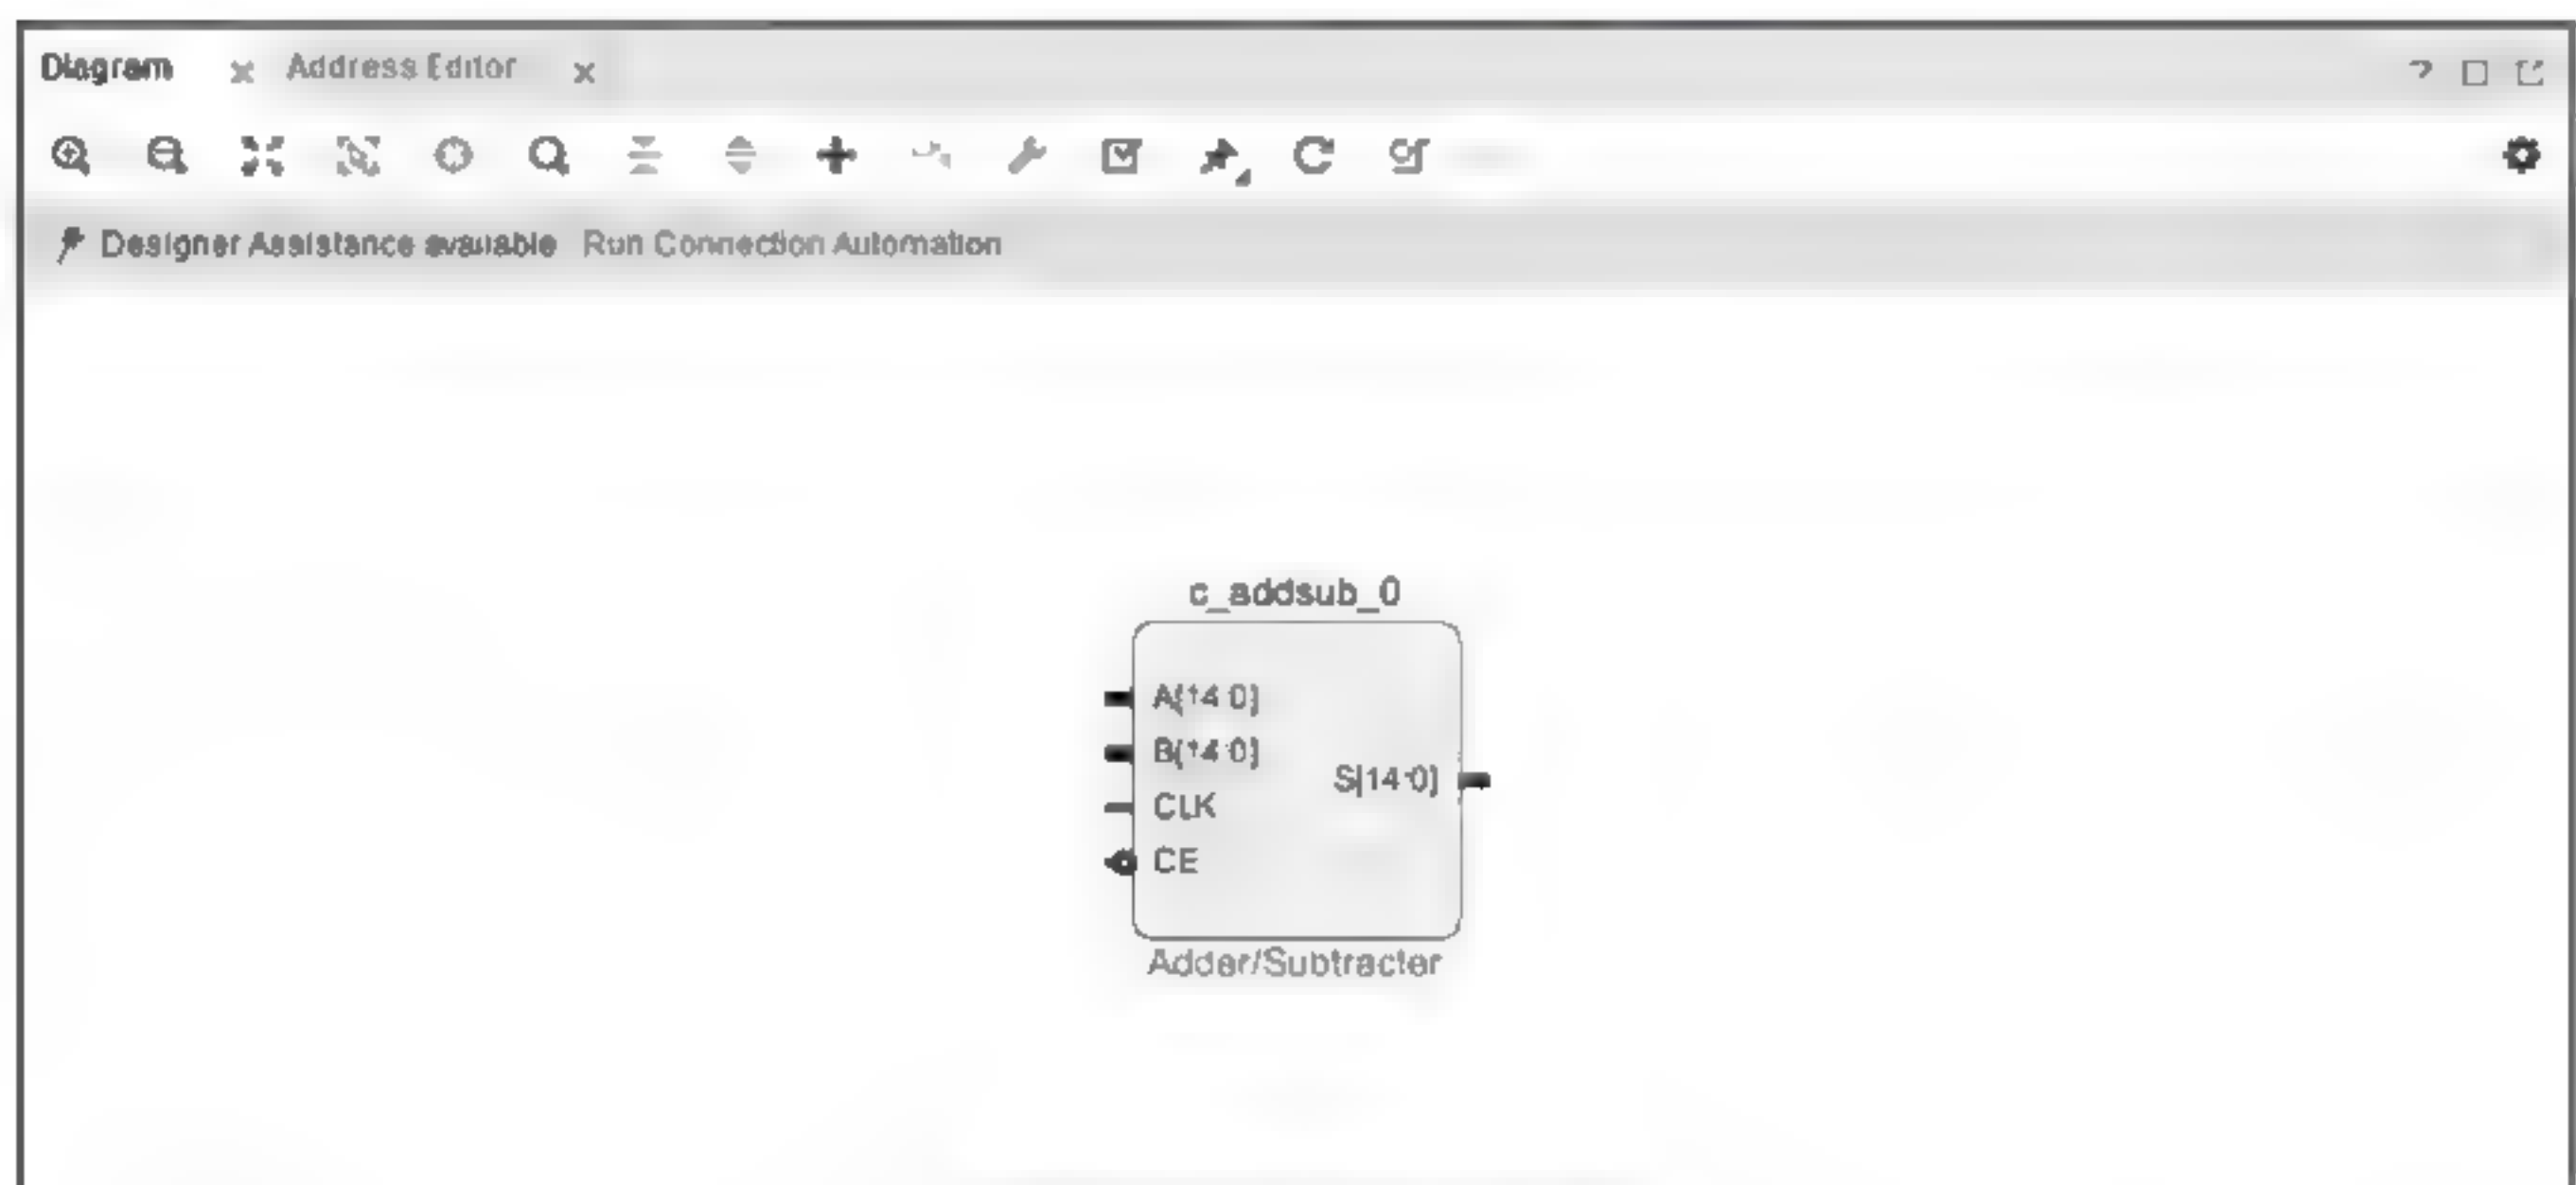 Diagram x Address Editor x
Designer Assistance available Run Connection Automation
c_addsub_0
A[14:0]
B[14:0]
S[14:0]
CLK
CE
Adder/Subtracter